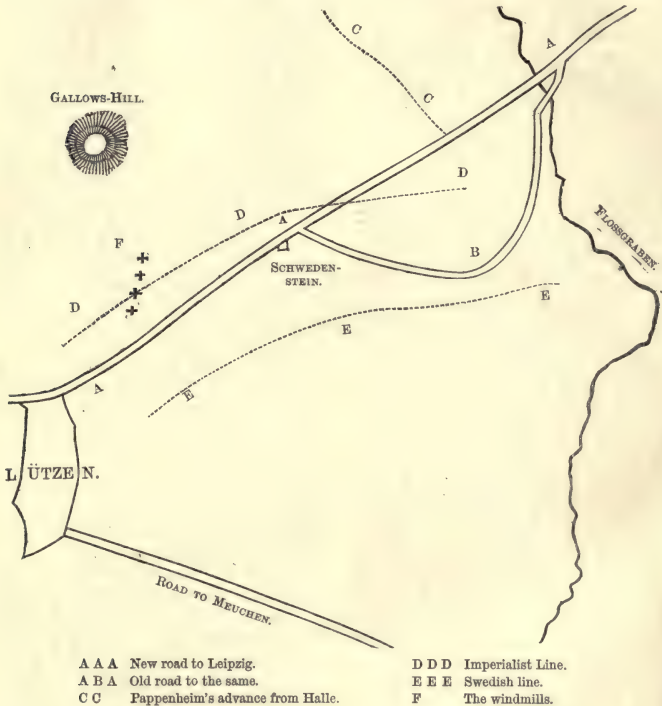 C
A
GALLOWS-HILL.
C
D
D
A
F
FLOSSGRABEN.
B
SCHWEDEN-
STEIN.
D
E
E
A
E
LÜTZEN.
ROAD TO MEUCHEN.
A A A New road to Leipzig.
A B A Old road to the same.
C C Pappenheim's advance from Halle.
D D D Imperialist Line.
E E E Swedish line.
F The windmills.